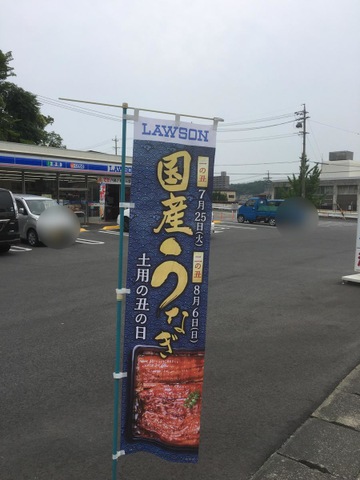 LAWSON
国産うなぎ
一の丑 7月25日(火)
二の丑 8月6日(日)
土用の丑の日
LAWSON